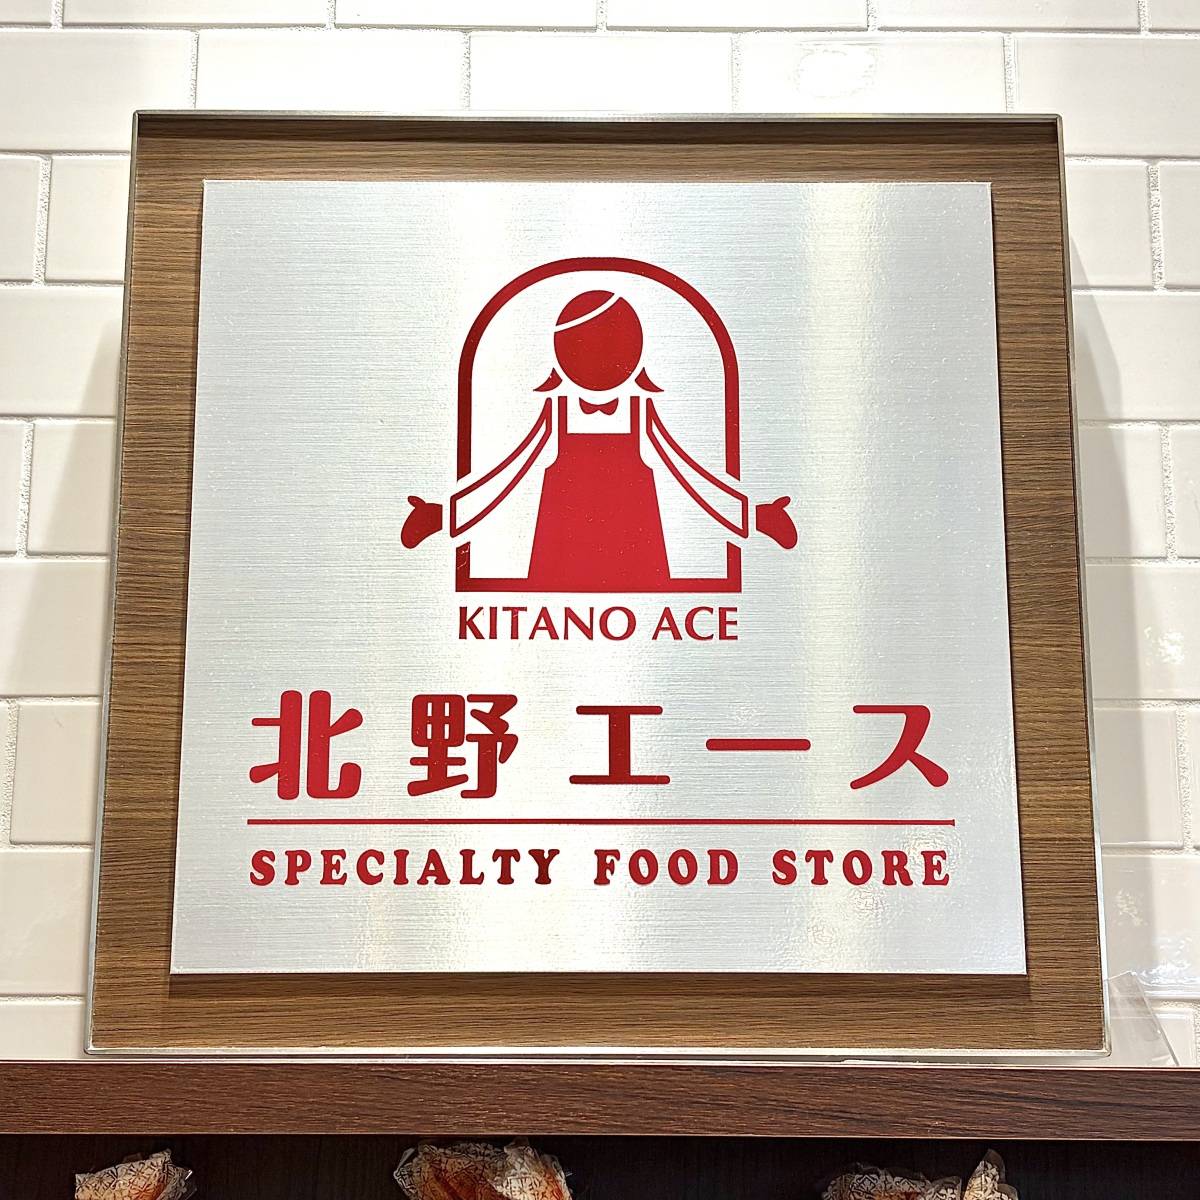 KITANO ACE
北野エース
SPECIALTY FOOD STORE